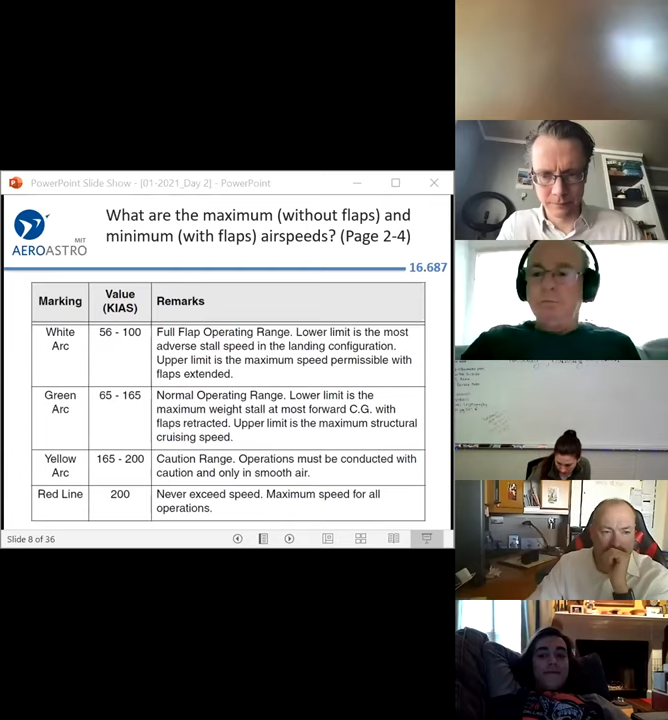 PowerPoint Slide Show - [01-2021_Day 2] - PowerPoint
What are the maximum (without flaps) and
minimum (with flaps) airspeeds? (Page 2-4)
MIT
AEROASTRO
16.687
Marking
Value
(KIAS)
Remarks
White
Arc
56 - 100
Full Flap Operating Range. Lower limit is the most
adverse stall speed in the landing configuration.
Upper limit is the maximum speed permissible with
flaps extended.
Green
Arc
65 - 165
Normal Operating Range. Lower limit is the
maximum weight stall at most forward C.G. with
flaps retracted. Upper limit is the maximum structural
cruising speed.
Yellow
Arc
165 - 200
Caution Range. Operations must be conducted with
caution and only in smooth air.
Red Line
200
Never exceed speed. Maximum speed for all
operations.
Slide 8 of 36